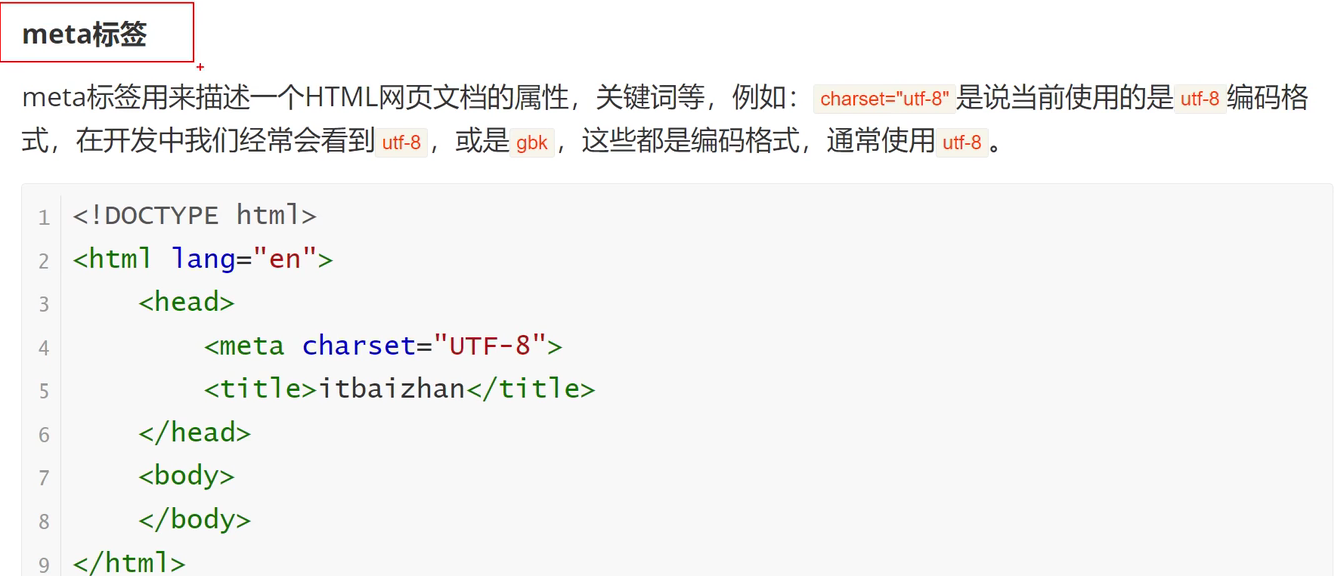 meta标签
meta标签用来描述一个HTML网页文档的属性，关键词等，例如：charset="utf-8"是说当前使用的是utf-8编码格
式，在开发中我们经常会看到utf-8，或是gbk，这些都是编码格式，通常使用utf-8。
1 <!DOCTYPE html>
2 <html lang="en">
3     <head>
4         <meta charset="UTF-8">
5         <title>itbaizhan</title>
6     </head>
7     <body>
8     </body>
9 </html>